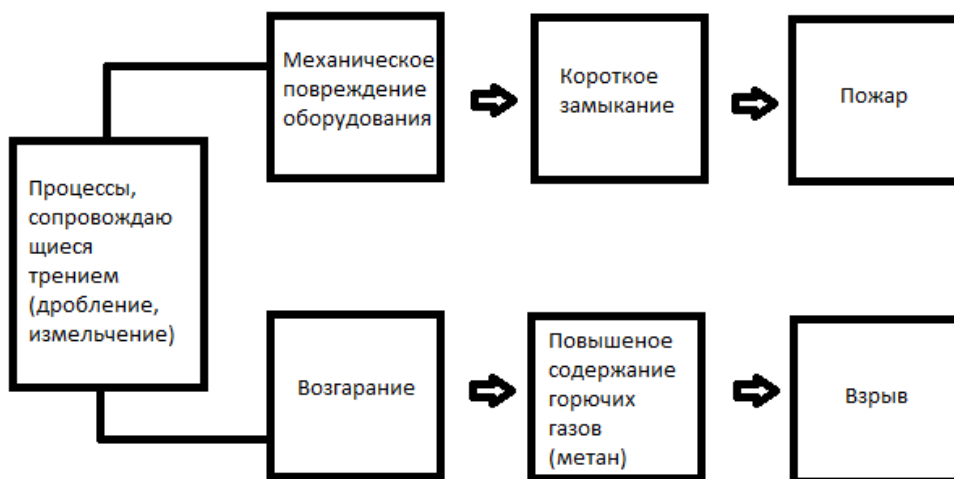 Механическое
повреждение
оборудования
Короткое
замыкание
Пожар
Процессы,
сопровождаю
щиеся
трением
(дробление,
измельчение)
Возгарание
Повышеное
содержание
горючих
газов
(метан)
Взрыв